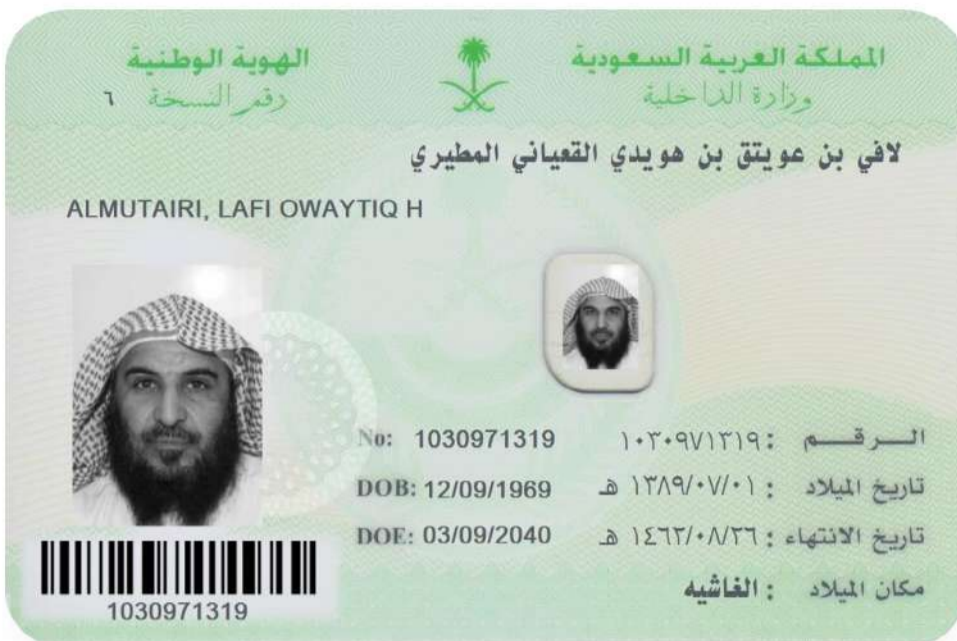 المملكة العربية السعودية
وزارة الداخلية
الهوية الوطنية
رقم النسخة ٦
لافي بن عويتق بن هويدي القعياني المطيري
ALMUTAIRI, LAFI OWAYTIQ H
الــرقــم : ١٠٣٠٩٧١٣١٩
No: 1030971319
تاريخ الميلاد : ١٣٨٩/٠٧/٠١ هـ
DOB: 12/09/1969
تاريخ الانتهاء : ١٤٦٣/٠٨/٢٦ هـ
DOE: 03/09/2040
مكان الميلاد : الغاشيه
1030971319